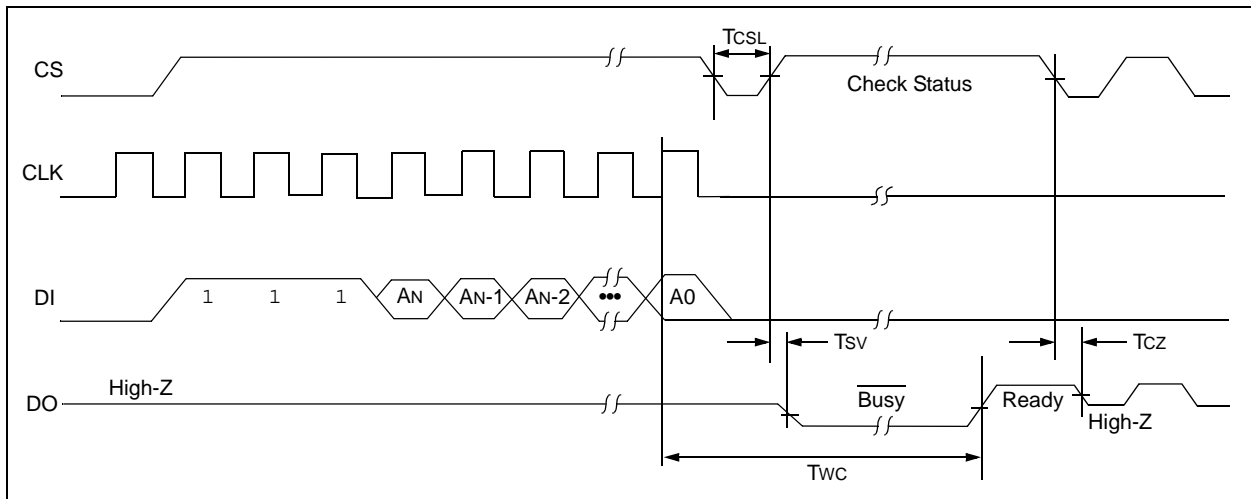 TCSL
CS
Check Status
CLK
DI
1 1 1 AN AN-1 AN-2 ••• A0
TSV
TCZ
High-Z
DO
Busy
Ready
High-Z
TWC